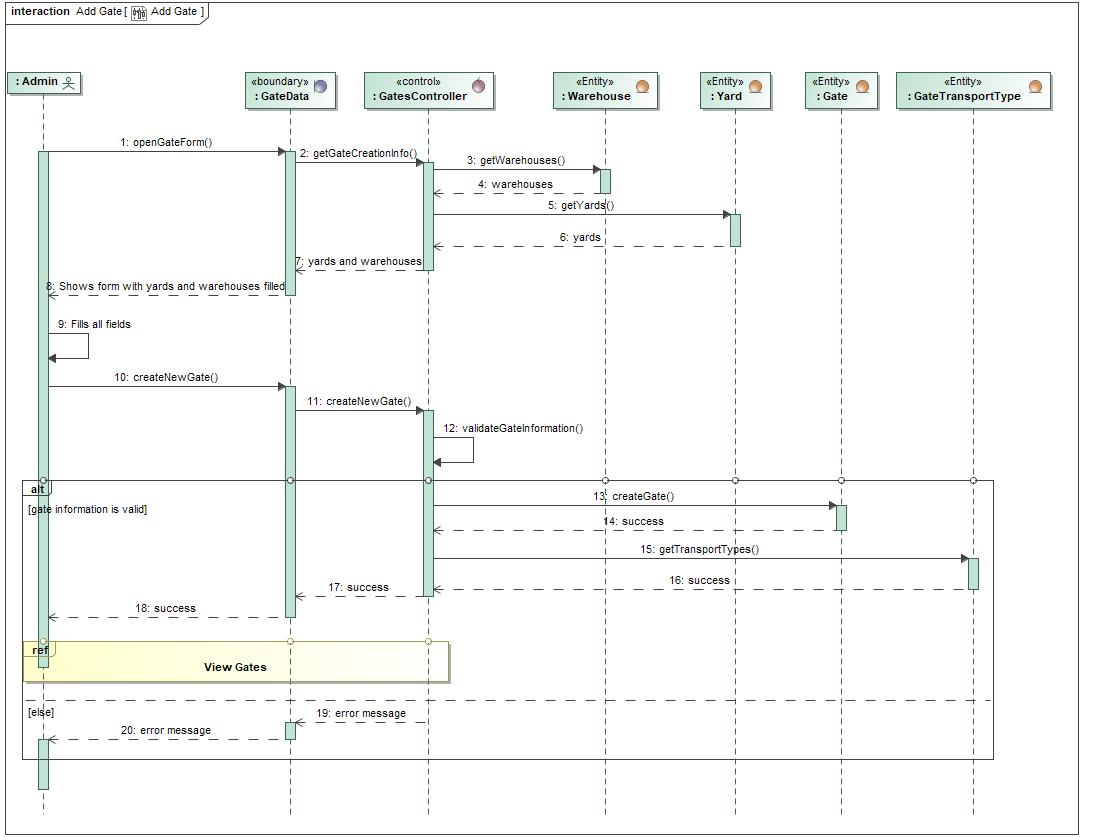 interaction Add Gate [ Add Gate ]
: Admin
«boundary»
: GateData
«control»
: GatesController
«Entity»
: Warehouse
«Entity»
: Yard
«Entity»
: Gate
«Entity»
: GateTransportType
1: openGateForm()
2: getGateCreationInfo()
3: getWarehouses()
4: warehouses
5: getYards()
6: yards
7: yards and warehouses
8: Shows form with yards and warehouses filled
9: Fills all fields
10: createNewGate()
11: createNewGate()
12: validateGateInformation()
alt
[gate information is valid]
13: createGate()
14: success
15: getTransportTypes()
16: success
17: success
18: success
ref
View Gates
[else]
19: error message
20: error message